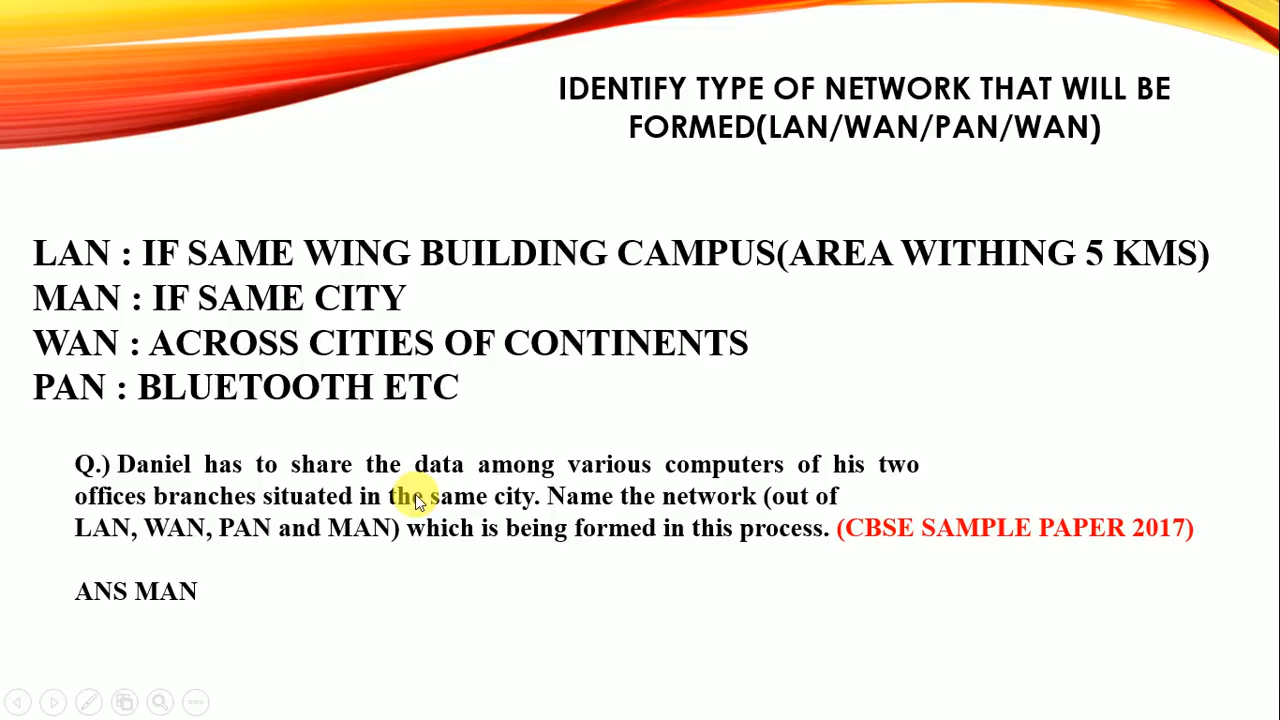 IDENTIFY TYPE OF NETWORK THAT WILL BE
FORMED(LAN/WAN/PAN/WAN)
LAN : IF SAME WING BUILDING CAMPUS(AREA WITHING 5 KMS)
MAN : IF SAME CITY
WAN : ACROSS CITIES OF CONTINENTS
PAN : BLUETOOTH ETC
Q.) Daniel has to share the data among various computers of his two
offices branches situated in the same city. Name the network (out of
LAN, WAN, PAN and MAN) which is being formed in this process. (CBSE SAMPLE PAPER 2017)
ANS MAN